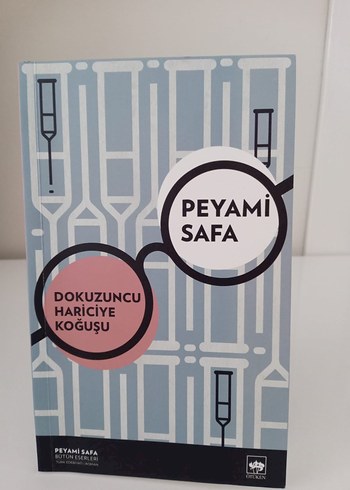 PEYAMİ
SAFA
DOKUZUNCU
HARİCİYE
KOĞUŞU
PEYAMİ SAFA
BÜTÜN ESERLERİ
ÖTÜKEN